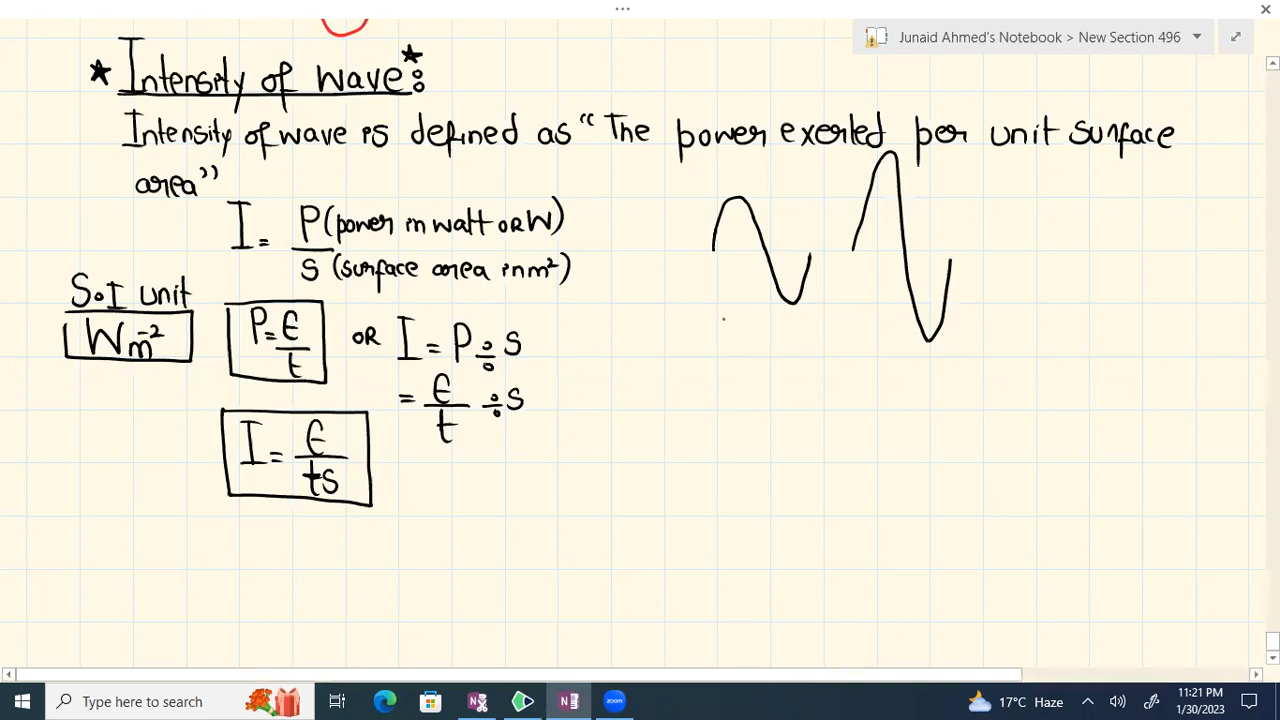 Junaid Ahmed's Notebook > New Section 496
* Intensity of wave*:
Intensity of wave is defined as "The power exerted per unit surface
area"
I = P (power in watt OR W)
S (surface area in m²)
S.I unit
Wm⁻²
P = E
t
OR I = P ÷ S
= E ÷ S
t
I = E
ts
Type here to search
zoom
17°C Haze
11:21 PM
1/30/2023